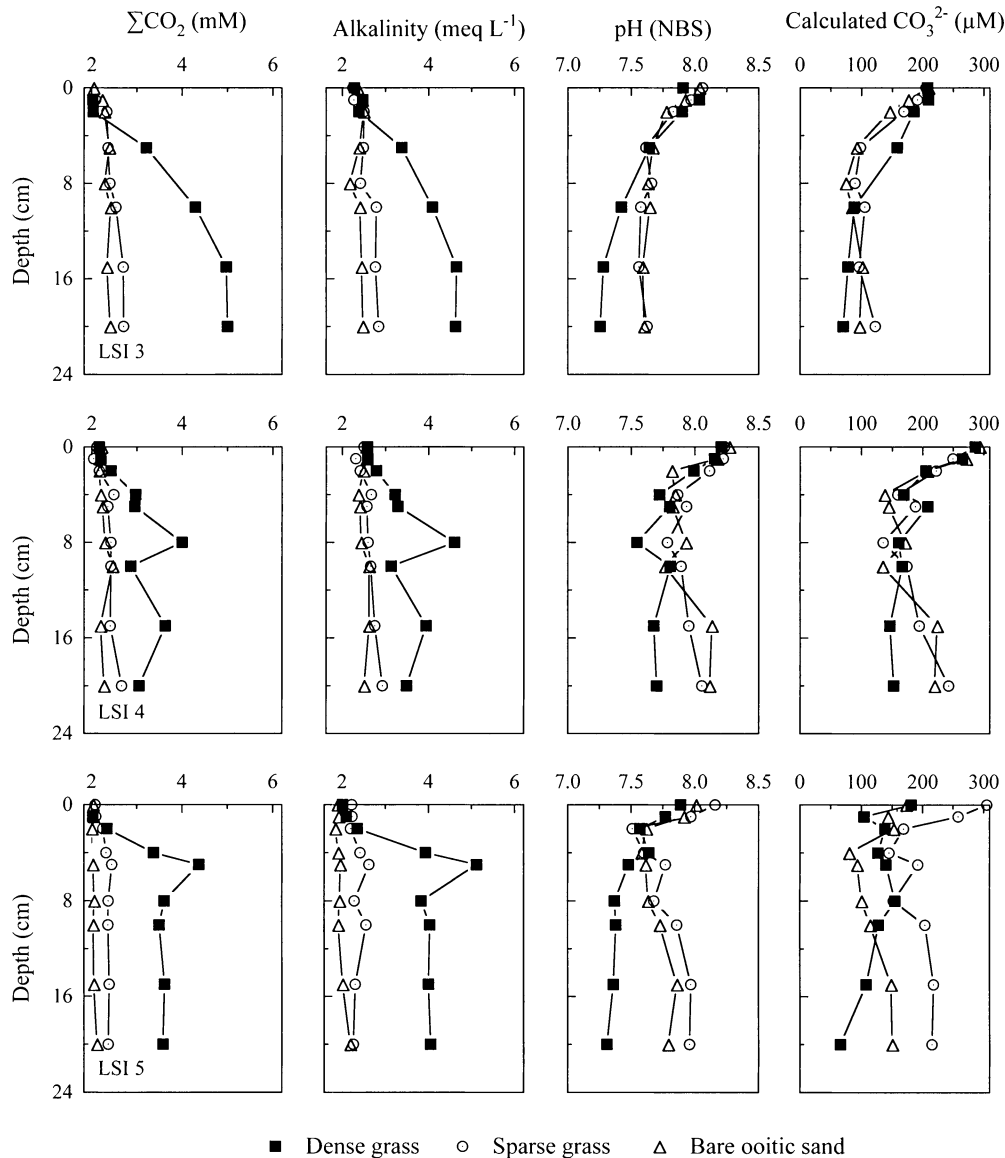 ∑CO₂ (mM) Alkalinity (meq L⁻¹) pH (NBS) Calculated CO₃²⁻ (µM)
2 4 6 2 4 6 7.0 7.5 8.0 8.5 100 200 300
0
8
16
24
Depth (cm)
LSI 3
2 4 6 2 4 6 7.0 7.5 8.0 8.5 100 200 300
0
8
16
24
Depth (cm)
LSI 4
2 4 6 2 4 6 7.0 7.5 8.0 8.5 100 200 300
0
8
16
24
Depth (cm)
LSI 5
Dense grass Sparse grass Bare ooitic sand